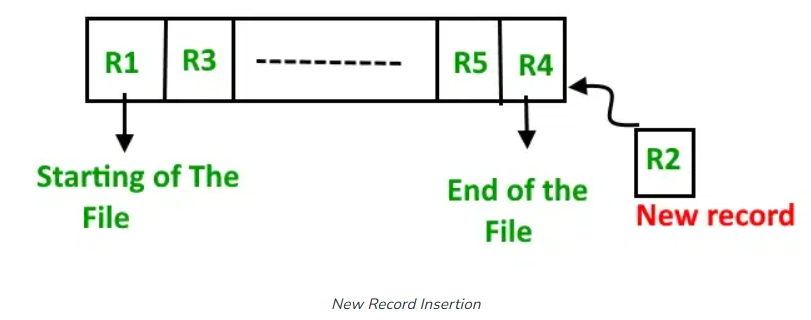 R1 R3 ---------- R5 R4
R2
Starting of The
File
End of the
File
New record
New Record Insertion